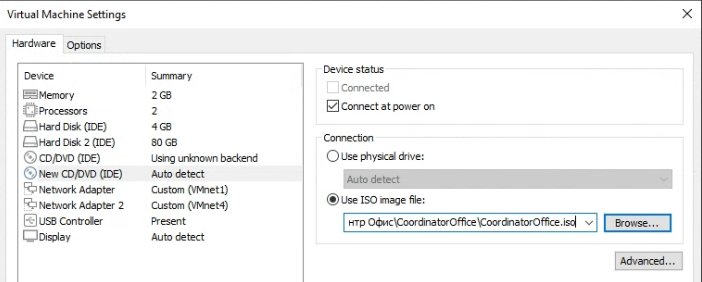 Virtual Machine Settings
Hardware Options
Device Summary
Memory 2 GB
Processors 2
Hard Disk (IDE) 4 GB
Hard Disk 2 (IDE) 80 GB
CD/DVD (IDE) Using unknown backend
New CD/DVD (IDE) Auto detect
Network Adapter Custom (VMnet1)
Network Adapter 2 Custom (VMnet4)
USB Controller Present
Display Auto detect
Device status
Connected
Connect at power on
Connection
Use physical drive:
Auto detect
Use ISO image file:
нтр Офис\CoordinatorOffice\CoordinatorOffice.iso Browse...
Advanced...